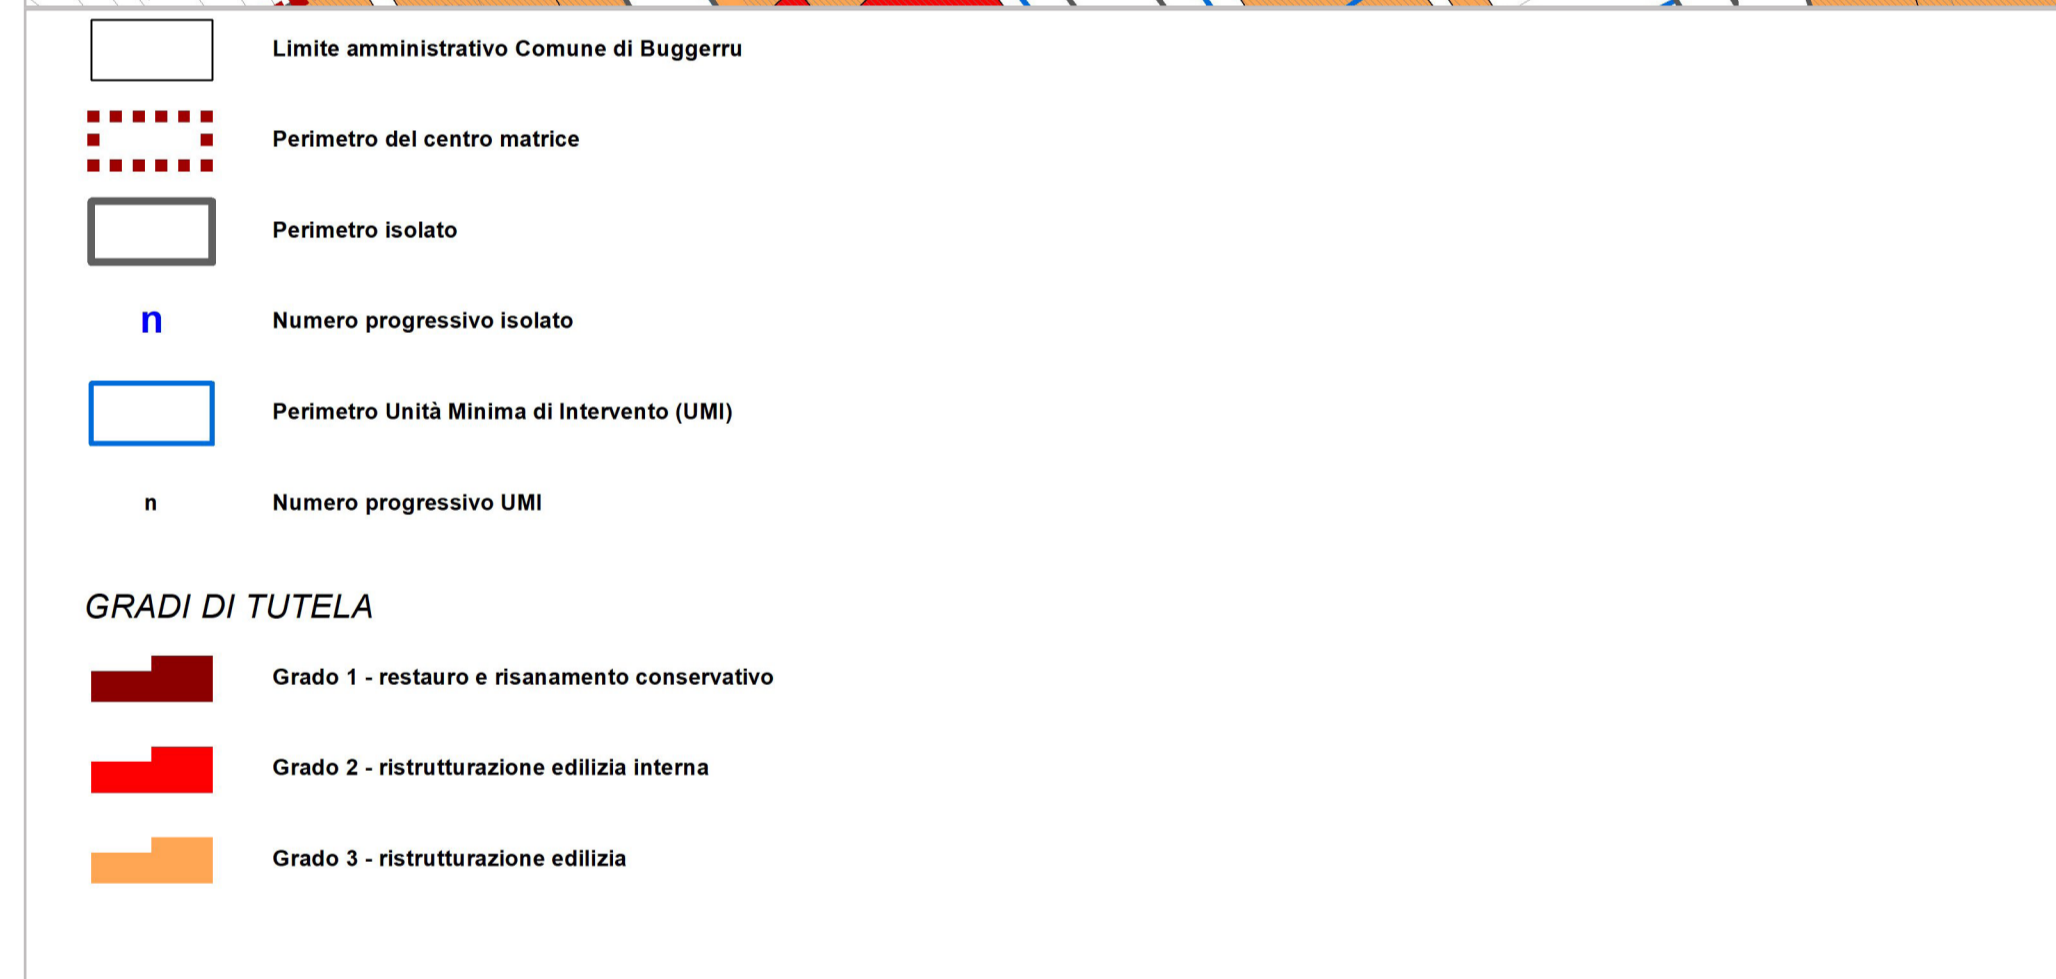 Limite amministrativo Comune di Buggerru
Perimetro del centro matrice
Perimetro isolato
n Numero progressivo isolato
Perimetro Unità Minima di Intervento (UMI)
n Numero progressivo UMI
GRADI DI TUTELA
Grado 1 - restauro e risanamento conservativo
Grado 2 - ristrutturazione edilizia interna
Grado 3 - ristrutturazione edilizia